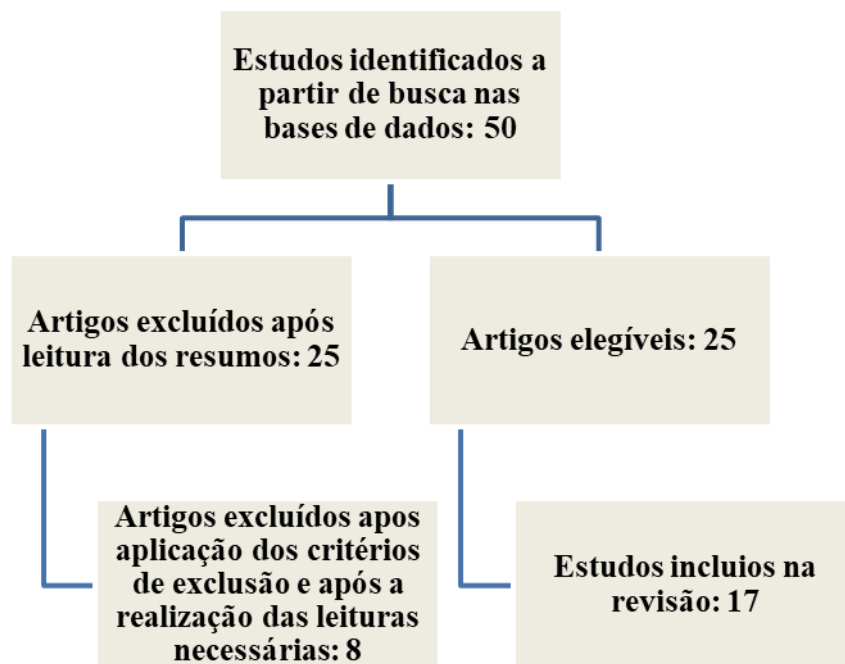 Estudos identificados a
partir de busca nas
bases de dados: 50
Artigos excluídos após
leitura dos resumos: 25
Artigos elegíveis: 25
Artigos excluídos apos
aplicação dos critérios
de exclusão e após a
realização das leituras
necessárias: 8
Estudos incluios na
revisão: 17